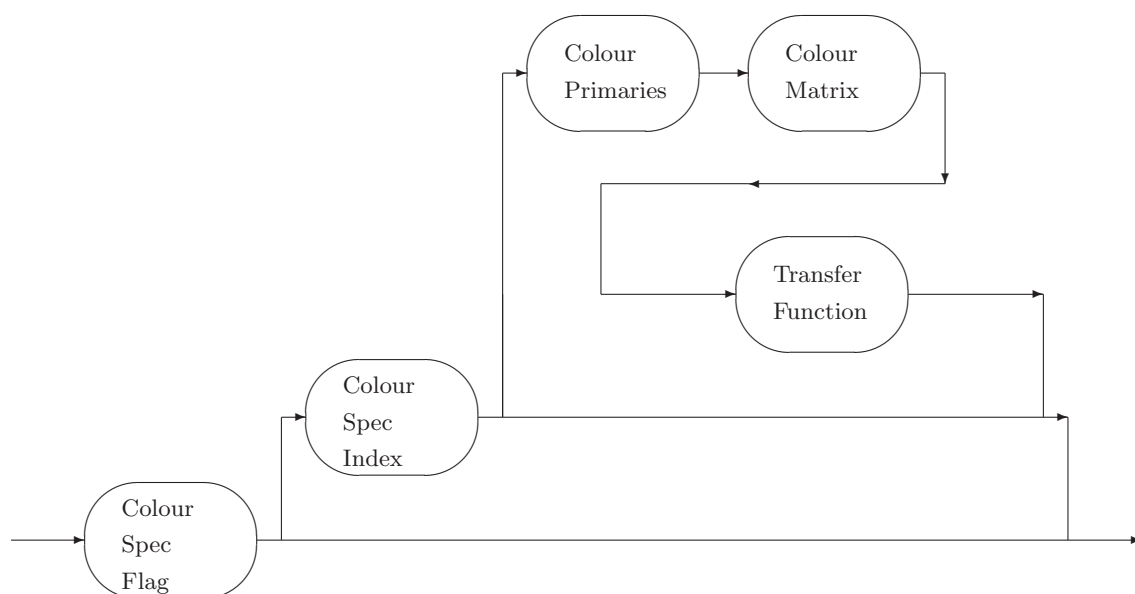 Colour
Primaries
Colour
Matrix
Transfer
Function
Colour
Spec
Index
Colour
Spec
Flag